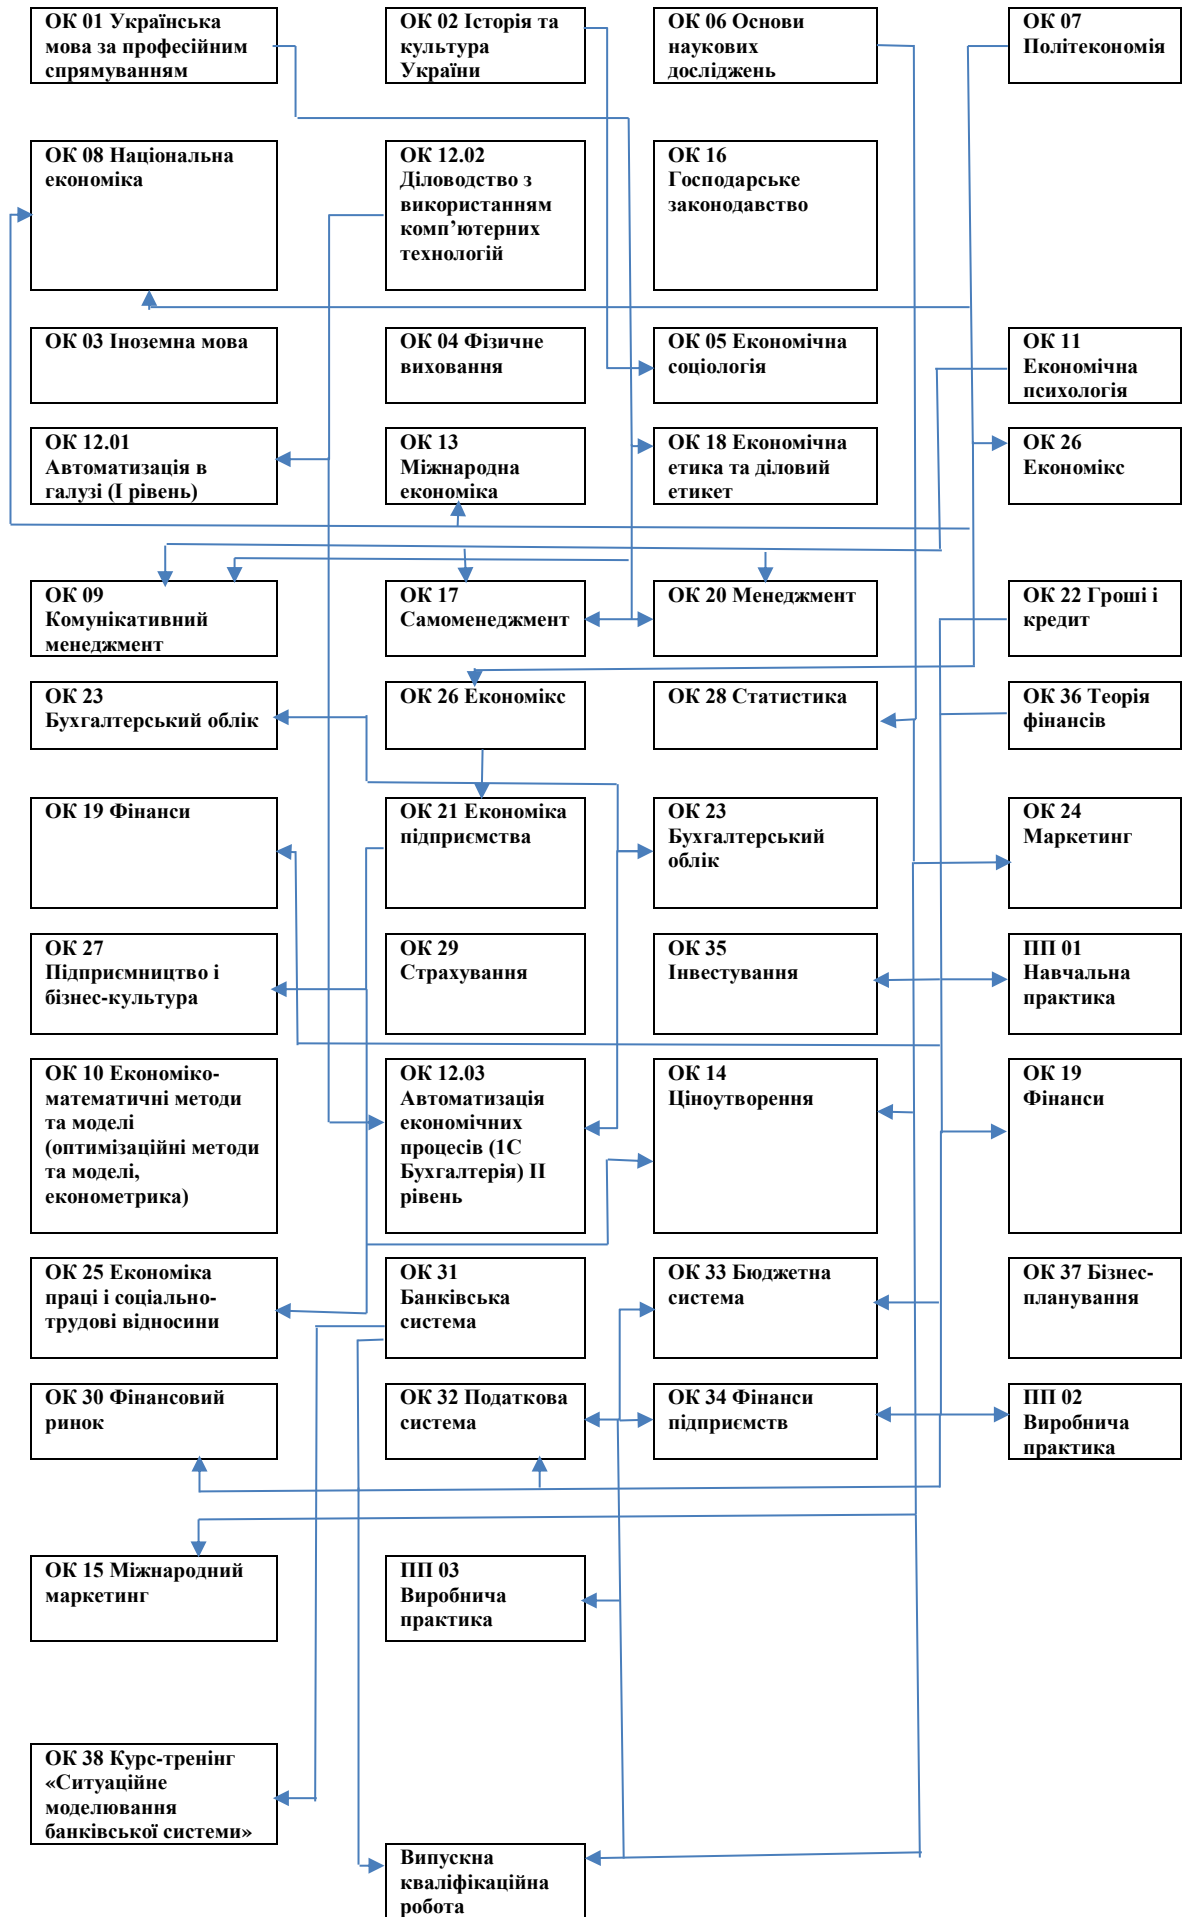 ОК 01 Українська
мова за професійним
спрямуванням
ОК 02 Історія та
культура
України
ОК 06 Основи
наукових
досліджень
ОК 07
Політекономія
ОК 08 Національна
економіка
ОК 12.02
Діловодство з
використанням
комп’ютерних
технологій
ОК 16
Господарське
законодавство
ОК 03 Іноземна мова
ОК 04 Фізичне
виховання
ОК 05 Економічна
соціологія
ОК 11
Економічна
психологія
ОК 12.01
Автоматизація в
галузі (І рівень)
ОК 13
Міжнародна
економіка
ОК 18 Економічна
етика та діловий
етикет
ОК 26
Економікс
ОК 09
Комунікативний
менеджмент
ОК 17
Самоменеджмент
ОК 20 Менеджмент
ОК 22 Гроші і
кредит
ОК 23
Бухгалтерський облік
ОК 26 Економікс
ОК 28 Статистика
ОК 36 Теорія
фінансів
ОК 19 Фінанси
ОК 21 Економіка
підприємства
ОК 23
Бухгалтерський
облік
ОК 24
Маркетинг
ОК 27
Підприємництво і
бізнес-культура
ОК 29
Страхування
ОК 35
Інвестування
ПП 01
Навчальна
практика
ОК 10 Економіко-
математичні методи
та моделі
(оптимізаційні методи
та моделі,
економетрика)
ОК 12.03
Автоматизація
економічних
процесів (1С
Бухгалтерія) ІІ
рівень
ОК 14
Ціноутворення
ОК 19
Фінанси
ОК 25 Економіка
праці і соціально-
трудові відносини
ОК 31
Банківська
система
ОК 33 Бюджетна
система
ОК 37 Бізнес-
планування
ОК 30 Фінансовий
ринок
ОК 32 Податкова
система
ОК 34 Фінанси
підприємств
ПП 02
Виробнича
практика
ОК 15 Міжнародний
маркетинг
ПП 03
Виробнича
практика
ОК 38 Курс-тренінг
«Ситуаційне
моделювання
банківської системи»
Випускна
кваліфікаційна
робота